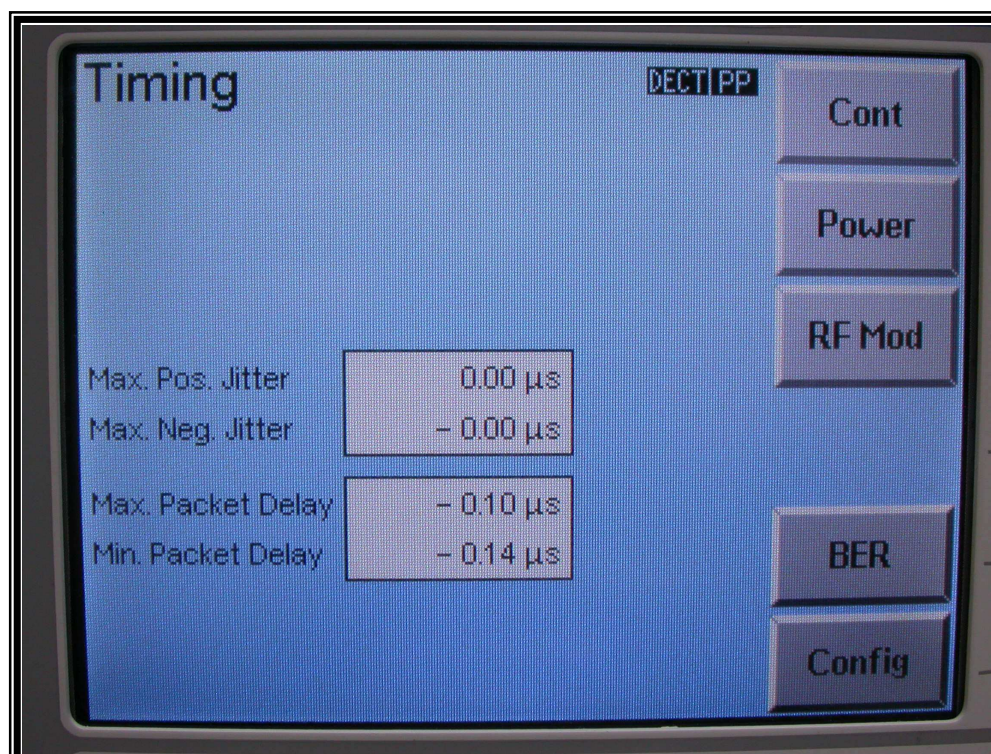 Timing
DECT PP
Cont
Power
RF Mod
Max. Pos. Jitter 0.00 µs
Max. Neg. Jitter – 0.00 µs
Max. Packet Delay – 0.10 µs
Min. Packet Delay – 0.14 µs
BER
Config